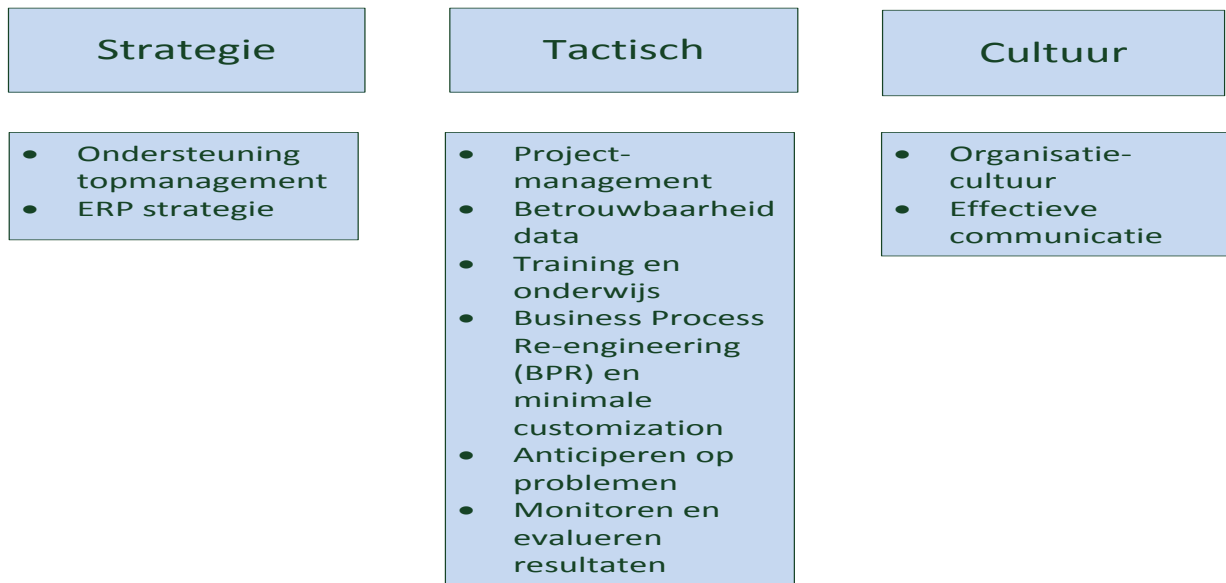 Strategie
Tactisch
Cultuur
• Ondersteuning
topmanagement
• ERP strategie
• Project-
management
• Betrouwbaarheid
data
• Training en
onderwijs
• Business Process
Re-engineering
(BPR) en
minimale
customization
• Anticiperen op
problemen
• Monitoren en
evalueren
resultaten
• Organisatie-
cultuur
• Effectieve
communicatie